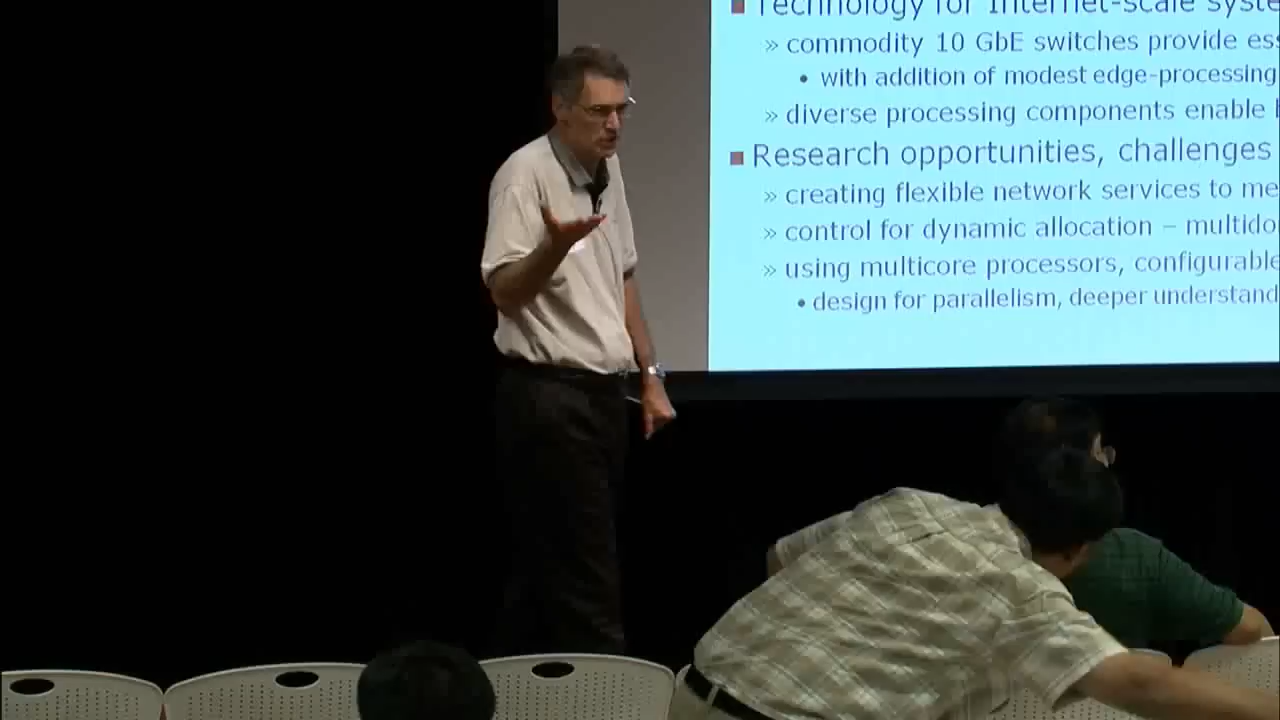 Technology for Internet-scale syste
» commodity 10 GbE switches provide ess
• with addition of modest edge-processing
» diverse processing components enable
Research opportunities, challenges
» creating flexible network services to me
» control for dynamic allocation – multido
» using multicore processors, configurable
• design for parallelism, deeper understand